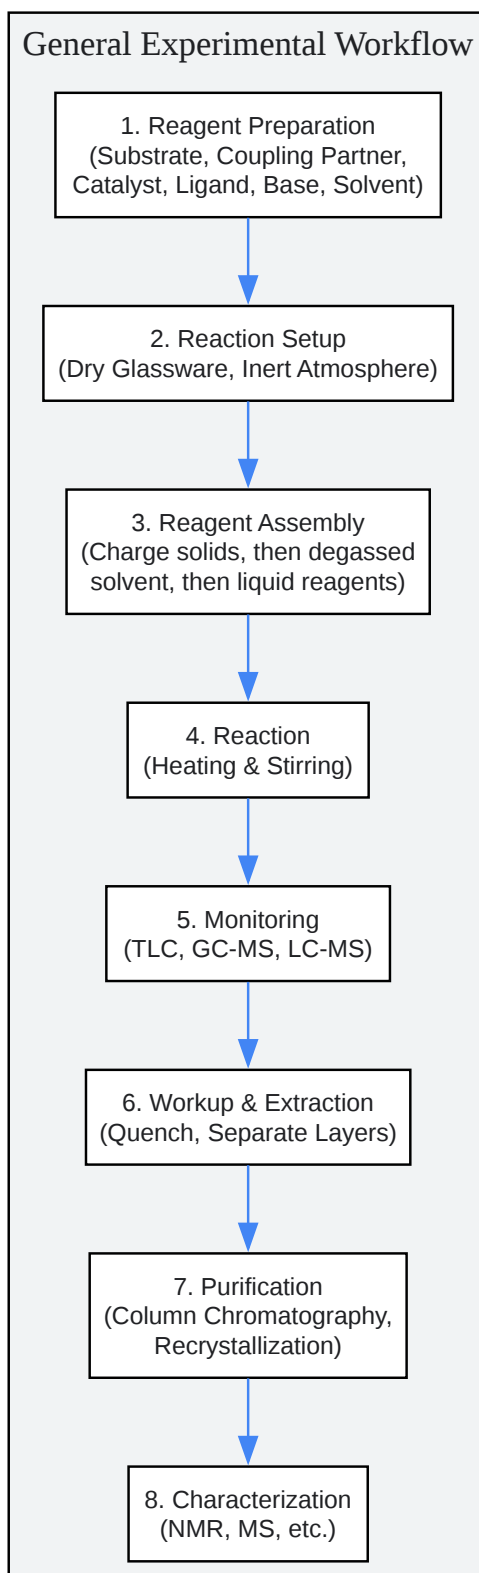 General Experimental Workflow
1. Reagent Preparation
(Substrate, Coupling Partner,
Catalyst, Ligand, Base, Solvent)
2. Reaction Setup
(Dry Glassware, Inert Atmosphere)
3. Reagent Assembly
(Charge solids, then degassed
solvent, then liquid reagents)
4. Reaction
(Heating & Stirring)
5. Monitoring
(TLC, GC-MS, LC-MS)
6. Workup & Extraction
(Quench, Separate Layers)
7. Purification
(Column Chromatography,
Recrystallization)
8. Characterization
(NMR, MS, etc.)